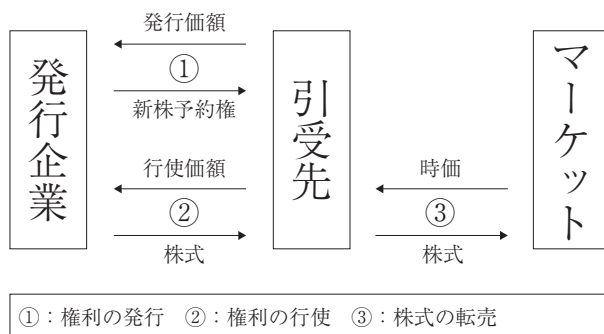 発行企業
発行価額
①
新株予約権
行使価額
②
株式
引受先
時価
③
株式
マーケット
①：権利の発行　②：権利の行使　③：株式の転売